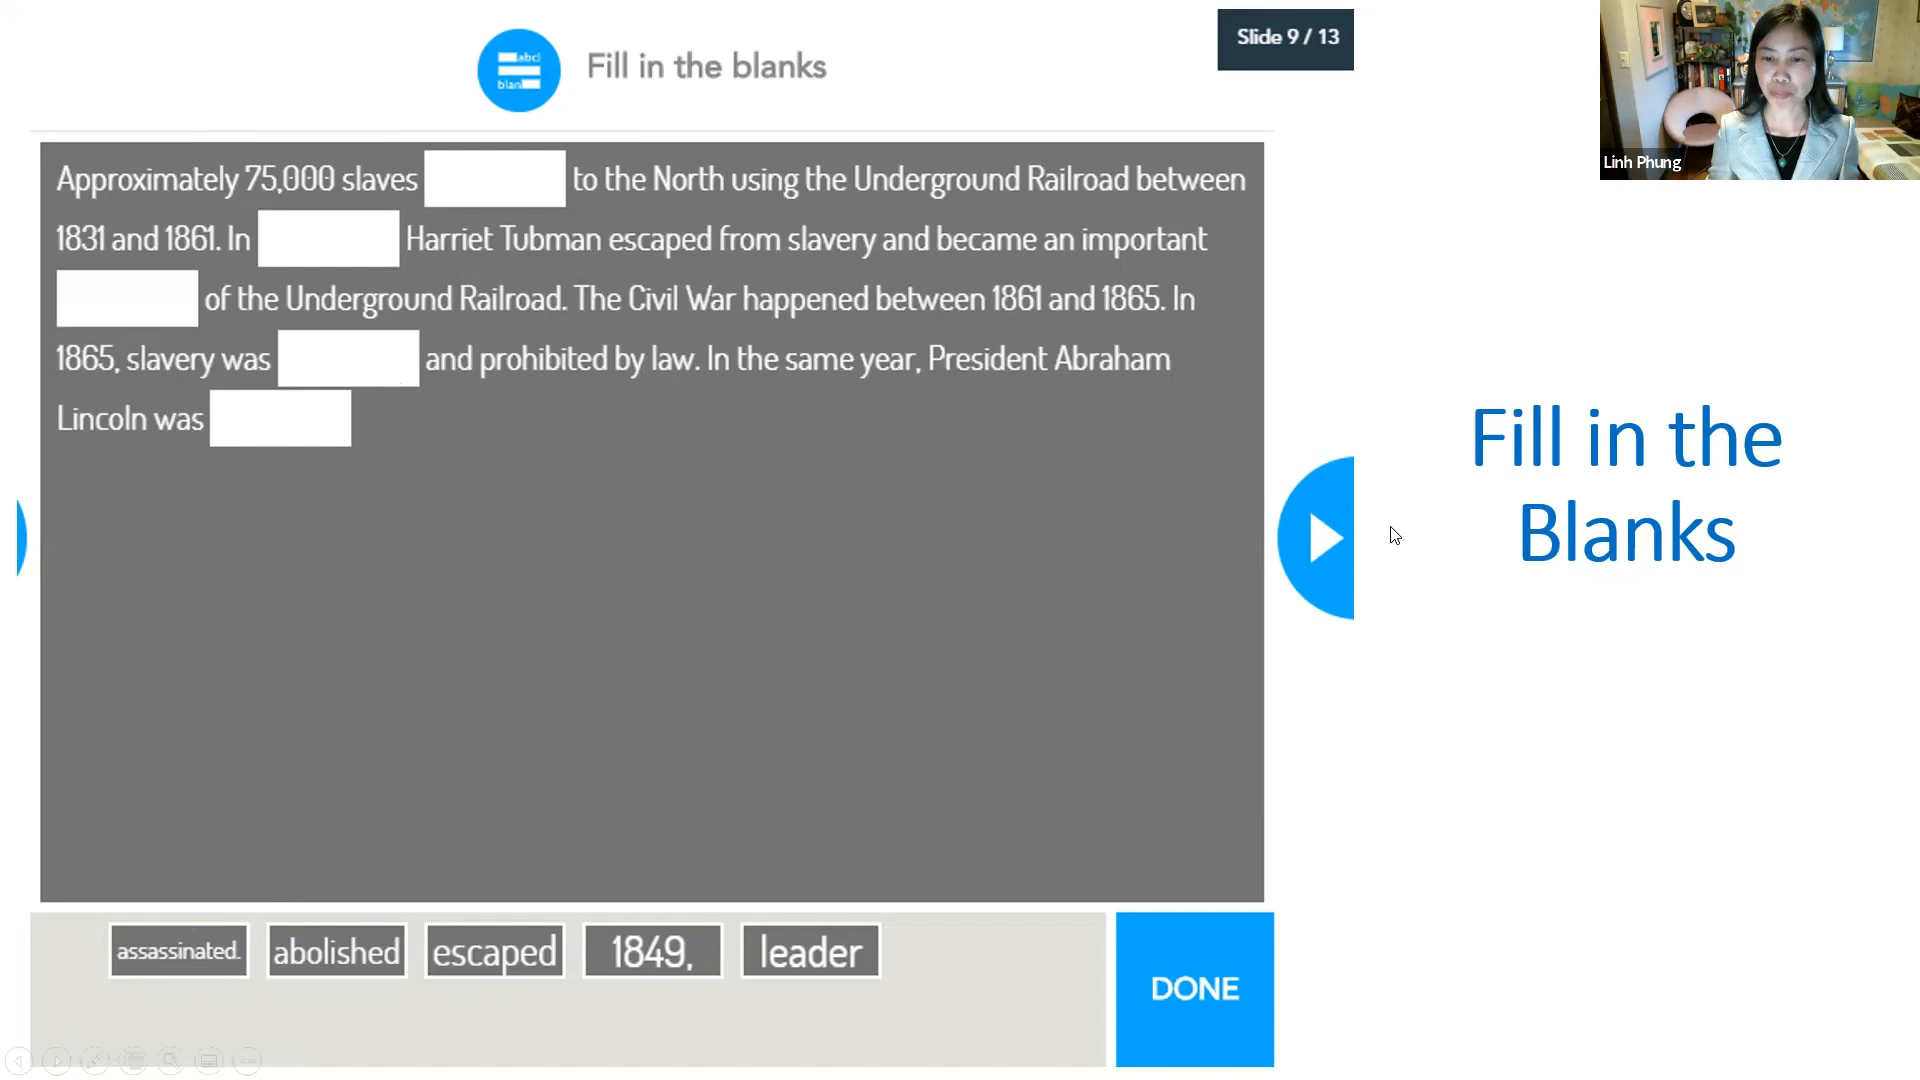 abcl
blan
Fill in the blanks
Slide 9 / 13
Linh Phung
Approximately 75,000 slaves to the North using the Underground Railroad between
1831 and 1861. In Harriet Tubman escaped from slavery and became an important
of the Underground Railroad. The Civil War happened between 1861 and 1865. In
1865, slavery was and prohibited by law. In the same year, President Abraham
Lincoln was
Fill in the
Blanks
assassinated. abolished escaped 1849, leader
DONE